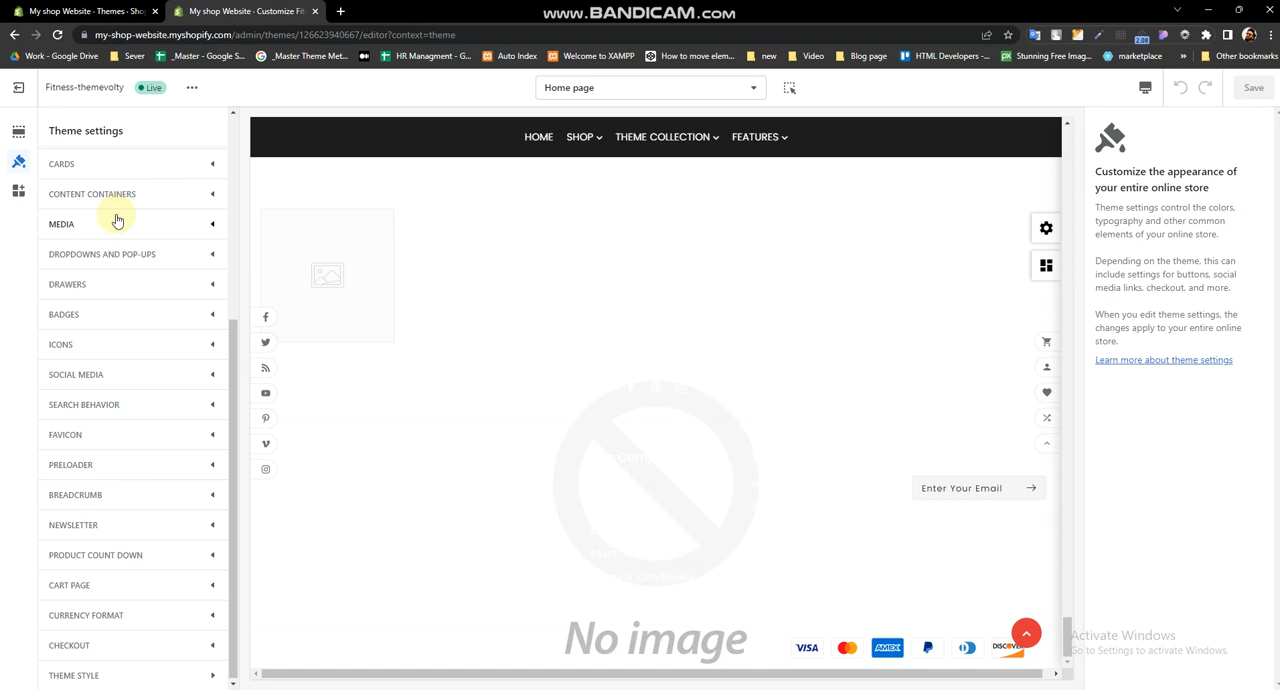 www.BANDICAM.com
My shop Website - Themes - Sho
My shop Website - Customize Fit
my-shop-website.myshopify.com/admin/themes/126623940667/editor?context=theme
2.08
Work - Google Drive
Sever
_Master - Google S...
_Master Theme Met...
HR Managment - G...
Auto Index
Welcome to XAMPP
How to move elem...
new
Video
Blog page
HTML Developers -...
Stunning Free Imag...
marketplace
»
Other bookmarks
Fitness-themevolty
Live
Home page
Save
Theme settings
CARDS
CONTENT CONTAINERS
MEDIA
DROPDOWNS AND POP-UPS
DRAWERS
BADGES
ICONS
SOCIAL MEDIA
SEARCH BEHAVIOR
FAVICON
PRELOADER
BREADCRUMB
NEWSLETTER
PRODUCT COUNT DOWN
CART PAGE
CURRENCY FORMAT
CHECKOUT
THEME STYLE
HOME
SHOP
THEME COLLECTION
FEATURES
Enter Your Email
No image
VISA
AMEX
DISCOVER
Customize the appearance of
your entire online store
Theme settings control the colors,
typography and other common
elements of your online store.
Depending on the theme, this can
include settings for buttons, social
media links, checkout, and more.
When you edit theme settings, the
changes apply to your entire online
store.
Learn more about theme settings
Activate Windows
Go to Settings to activate Windows.